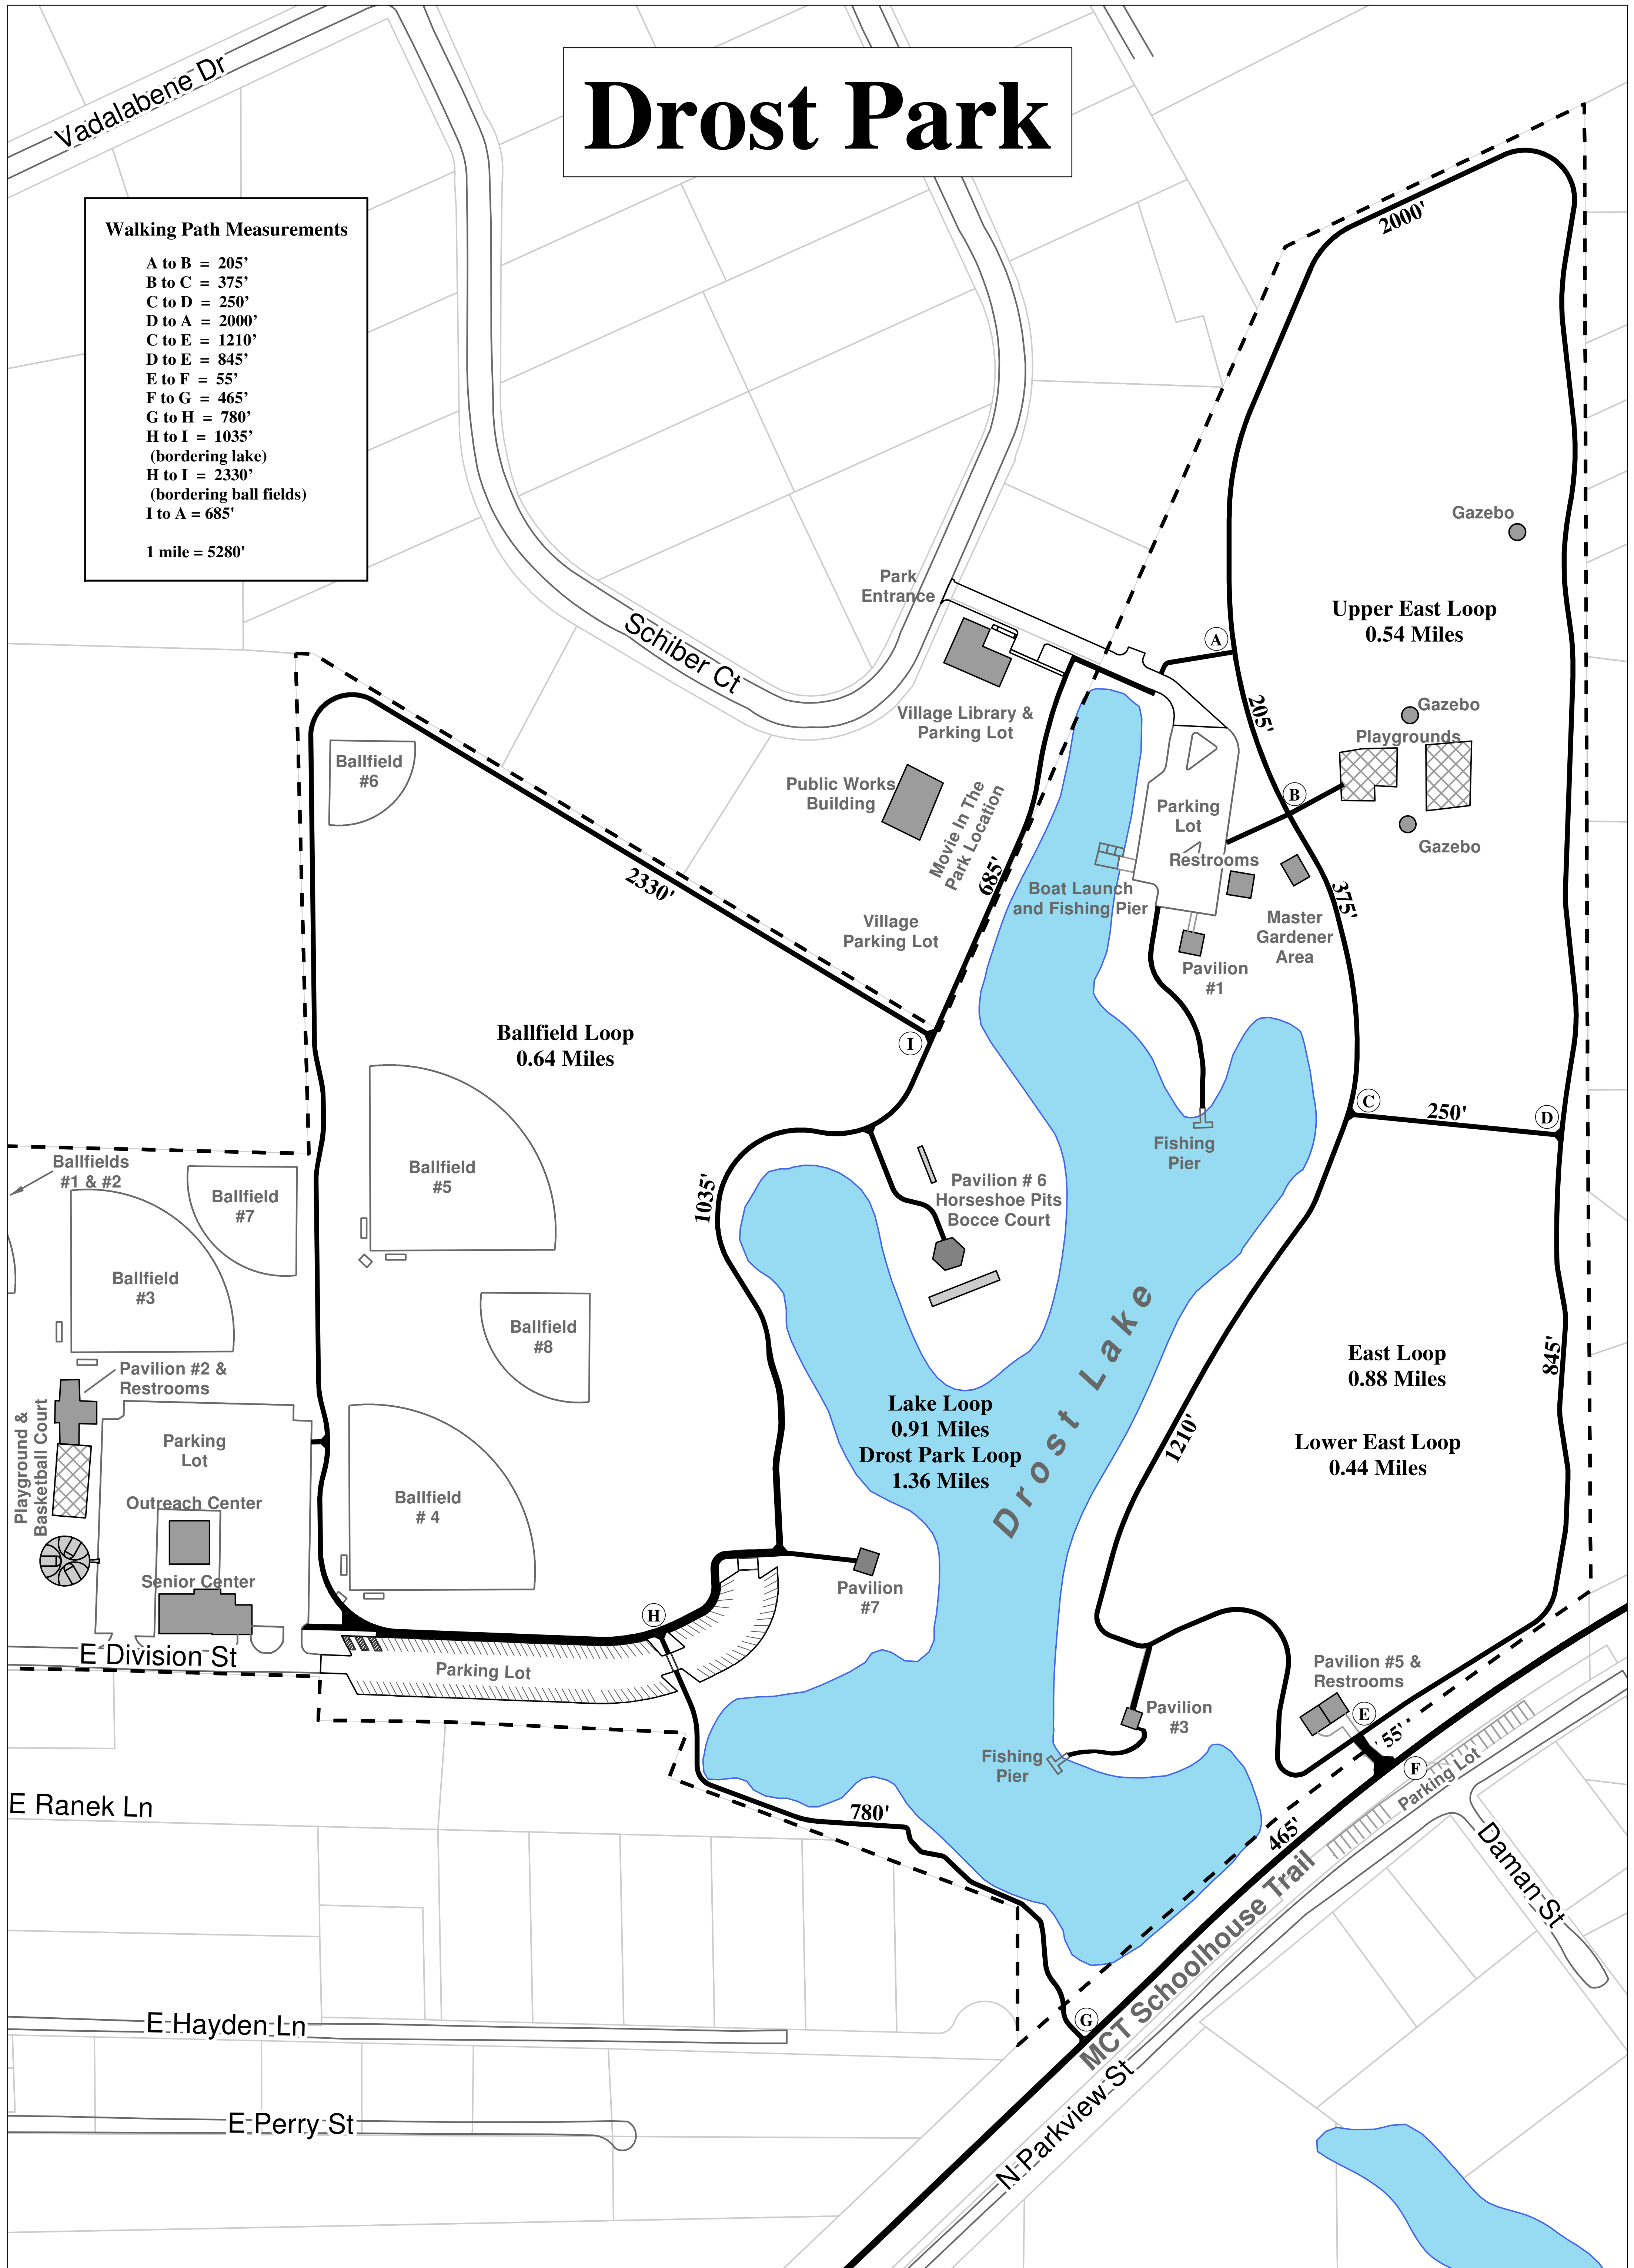 Drost Park
Vadalabene Dr
Walking Path Measurements
A to B = 205’
B to C = 375’
C to D = 250’
D to A = 2000’
C to E = 1210’
D to E = 845’
E to F = 55’
F to G = 465’
G to H = 780’
H to I = 1035’
(bordering lake)
H to I = 2330’
(bordering ball fields)
I to A = 685'
1 mile = 5280'
2000'
Gazebo
Park
Entrance
Schiber Ct
A
Upper East Loop
0.54 Miles
Village Library &
Parking Lot
205'
Gazebo
Playgrounds
Ballfield
#6
Public Works
Building
Movie In The
Park Location
685'
Parking
Lot
B
Gazebo
Restrooms
2330'
Boat Launch
and Fishing Pier
375'
Village
Parking Lot
Master
Gardener
Area
Pavilion
#1
Ballfield Loop
0.64 Miles
I
C
250'
D
Fishing
Pier
Ballfields
#1 & #2
Ballfield
#7
Ballfield
#5
1035'
Pavilion # 6
Horseshoe Pits
Bocce Court
Ballfield
#3
Ballfield
#8
Drost Lake
845'
Pavilion #2 &
Restrooms
East Loop
0.88 Miles
Playground &
Basketball Court
Parking
Lot
Lake Loop
0.91 Miles
Drost Park Loop
1.36 Miles
1210'
Lower East Loop
0.44 Miles
Outreach Center
Ballfield
# 4
Senior Center
Pavilion
#7
H
E Division St
Parking Lot
Pavilion #5 &
Restrooms
Pavilion
#3
E
55'
Fishing
Pier
F
Parking Lot
E Ranek Ln
780'
465'
Daman St
MCT Schoolhouse Trail
G
E Hayden Ln
N Parkview St
E Perry St